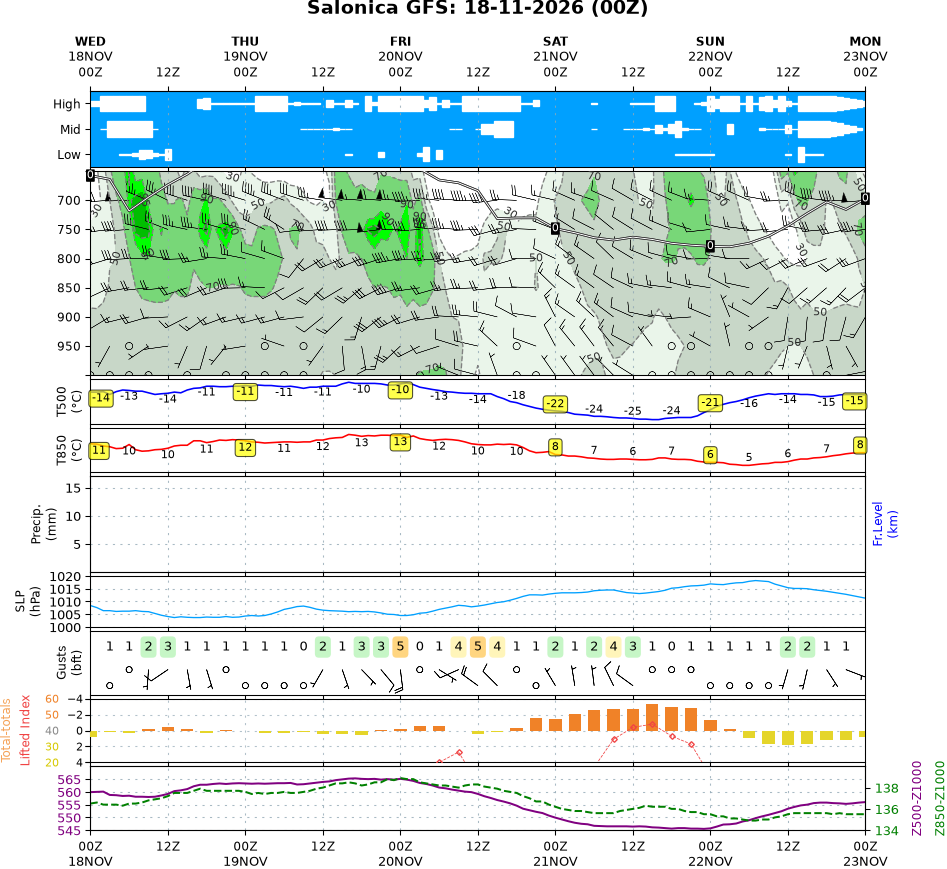 Salonica GFS: 18-11-2026 (00Z)
WED THU FRI SAT SUN MON
18NOV 19NOV 20NOV 21NOV 22NOV 23NOV
00Z 12Z 00Z 12Z 00Z 12Z 00Z 12Z 00Z 12Z 00Z
High
Mid
Low
700
750
800
850
900
950
T500
(°C)
-14 -13 -14 -11 -11 -11 -11 -10 -10 -13 -14 -18 -22 -24 -25 -24 -21 -16 -14 -15 -15
T850
(°C)
11 10 10 11 12 11 12 13 13 12 10 10 8 7 6 7 6 5 6 7 8
Precip.
(mm)
15
10
5
Fr.Level
(km)
SLP
(hPa)
1020
1015
1010
1005
1000
Gusts
(bft)
1 1 2 3 1 1 1 1 1 1 0 2 1 3 3 5 0 1 4 5 4 1 1 2 1 2 4 3 1 0 1 1 1 1 1 2 2 1 1
Total-totals
Lifted Index
60 −4
50 −2
40 0
30 2
20 4
565
560
555
550
545
138
136
134
Z500-Z1000
Z850-Z1000
00Z 12Z 00Z 12Z 00Z 12Z 00Z 12Z 00Z 12Z 00Z
18NOV 19NOV 20NOV 21NOV 22NOV 23NOV